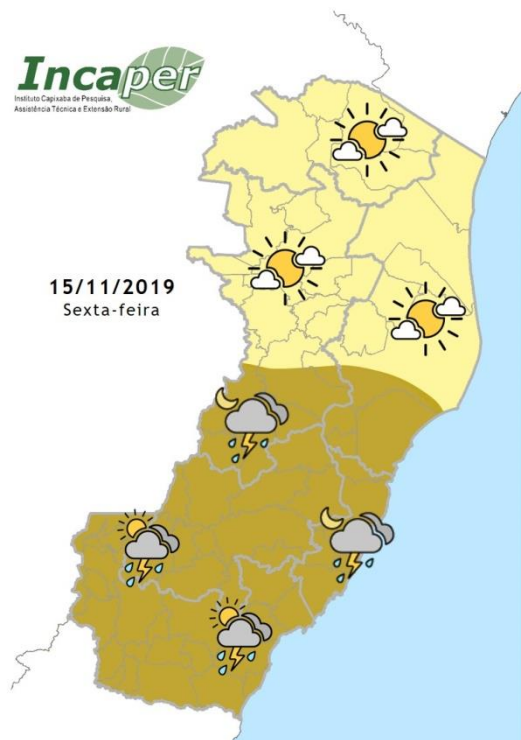 Incaper
Instituto Capixaba de Pesquisa,
Assistência Técnica e Extensão Rural
15/11/2019
Sexta-feira